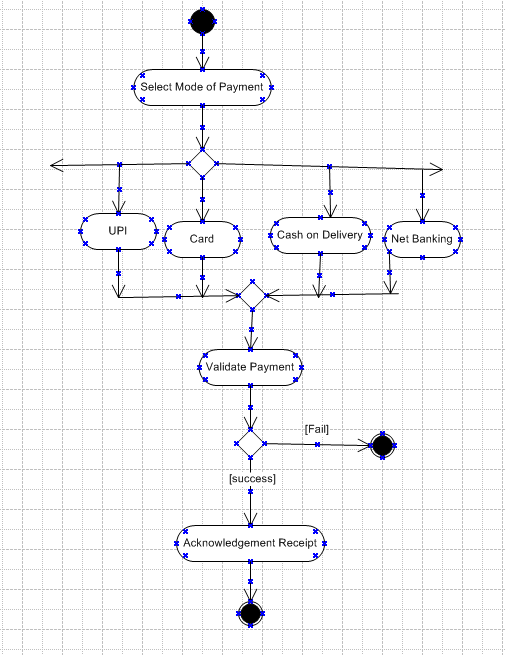 Select Mode of Payment
UPI
Card
Cash on Delivery
Net Banking
Validate Payment
[Fail]
[success]
Acknowledgement Receipt